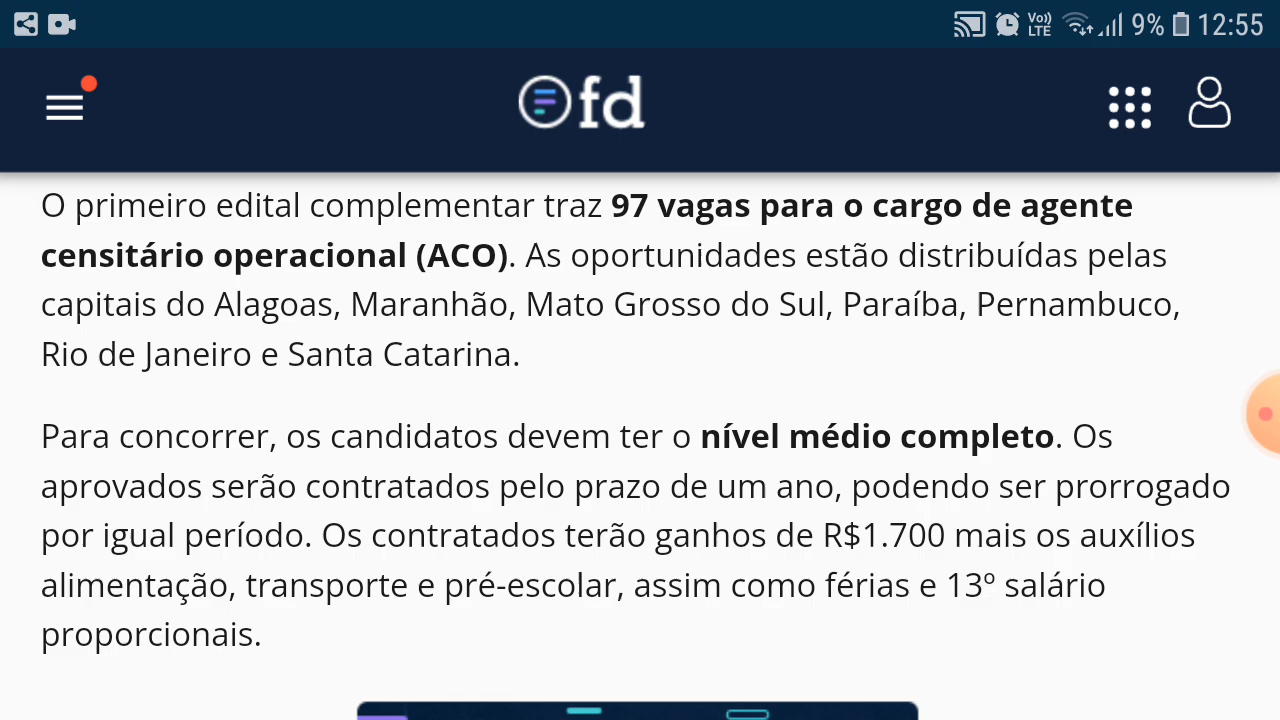 Vo)) LTE 9% 12:55
fd
O primeiro edital complementar traz 97 vagas para o cargo de agente
censitário operacional (ACO). As oportunidades estão distribuídas pelas
capitais do Alagoas, Maranhão, Mato Grosso do Sul, Paraíba, Pernambuco,
Rio de Janeiro e Santa Catarina.
Para concorrer, os candidatos devem ter o nível médio completo. Os
aprovados serão contratados pelo prazo de um ano, podendo ser prorrogado
por igual período. Os contratados terão ganhos de R$1.700 mais os auxílios
alimentação, transporte e pré-escolar, assim como férias e 13º salário
proporcionais.